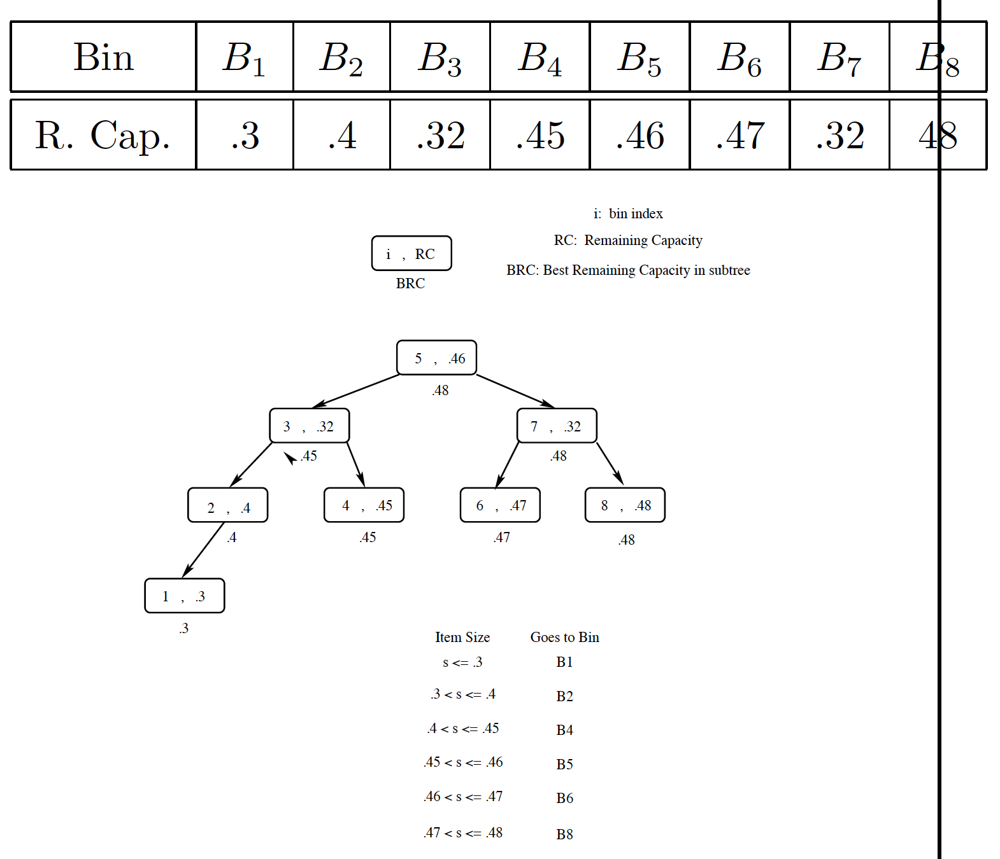 Bin B1 B2 B3 B4 B5 B6 B7 B8
R. Cap. .3 .4 .32 .45 .46 .47 .32 48
i: bin index
RC: Remaining Capacity
i , RC
BRC: Best Remaining Capacity in subtree
BRC
5 , .46
.48
3 , .32
7 , .32
.45
.48
2 , .4
4 , .45
6 , .47
8 , .48
.4
.45
.47
.48
1 , .3
.3
Item Size Goes to Bin
s <= .3 B1
.3 < s <= .4 B2
.4 < s <= .45 B4
.45 < s <= .46 B5
.46 < s <= .47 B6
.47 < s <= .48 B8